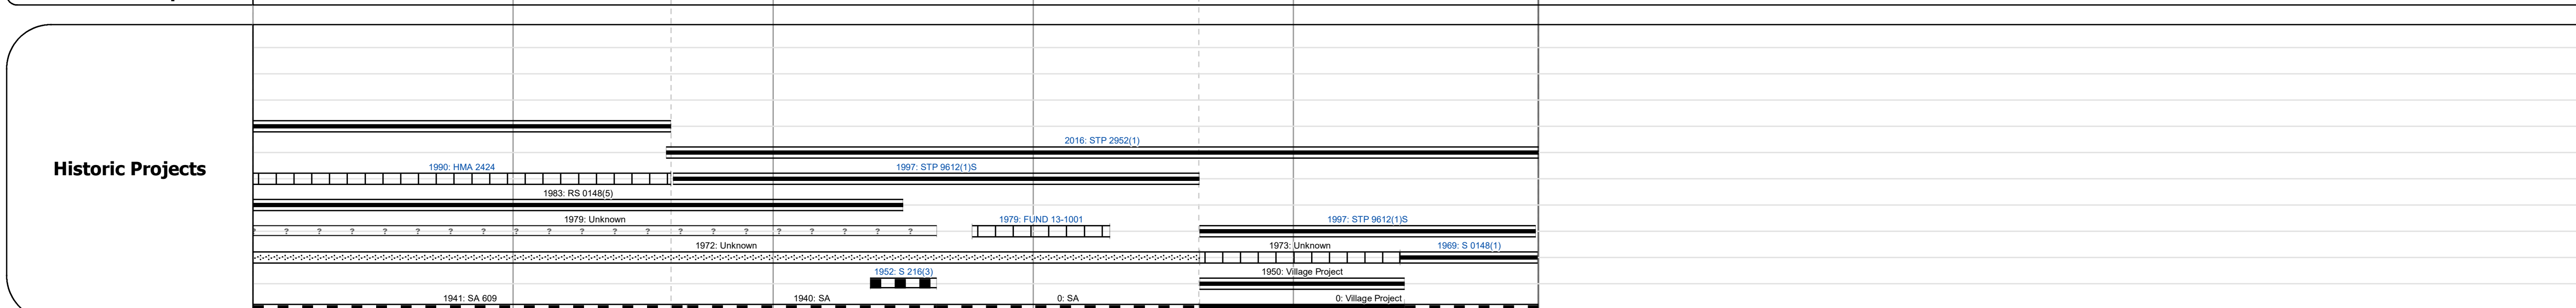 2016: STP 2952(1)
Historic Projects
1990: HMA 2424
1997: STP 9612(1)S
1983: RS 0148(5)
1979: Unknown
1979: FUND 13-1001
1997: STP 9612(1)S
? ? ? ? ? ? ? ? ? ? ? ? ? ? ? ? ? ? ? ? ?
1972: Unknown
1973: Unknown
1969: S 0148(1)
1952: S 216(3)
1950: Village Project
1941: SA 609
1940: SA
0: SA
0: Village Project